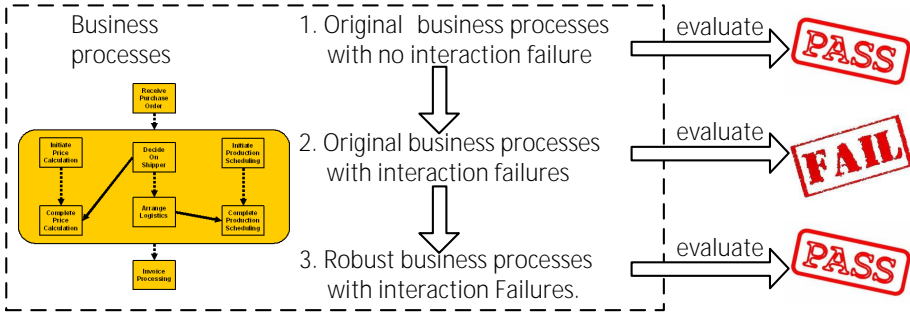 Business
processes
Receive
Purchase
Order
Initiate
Price
Calculation
Decide
On
Shipper
Initiate
Production
Scheduling
Complete
Price
Calculation
Arrange
Logistics
Complete
Production
Scheduling
Invoice
Processing
1. Original business processes
with no interaction failure
evaluate
PASS
2. Original business processes
with interaction failures
evaluate
FAIL
3. Robust business processes
with interaction Failures.
evaluate
PASS